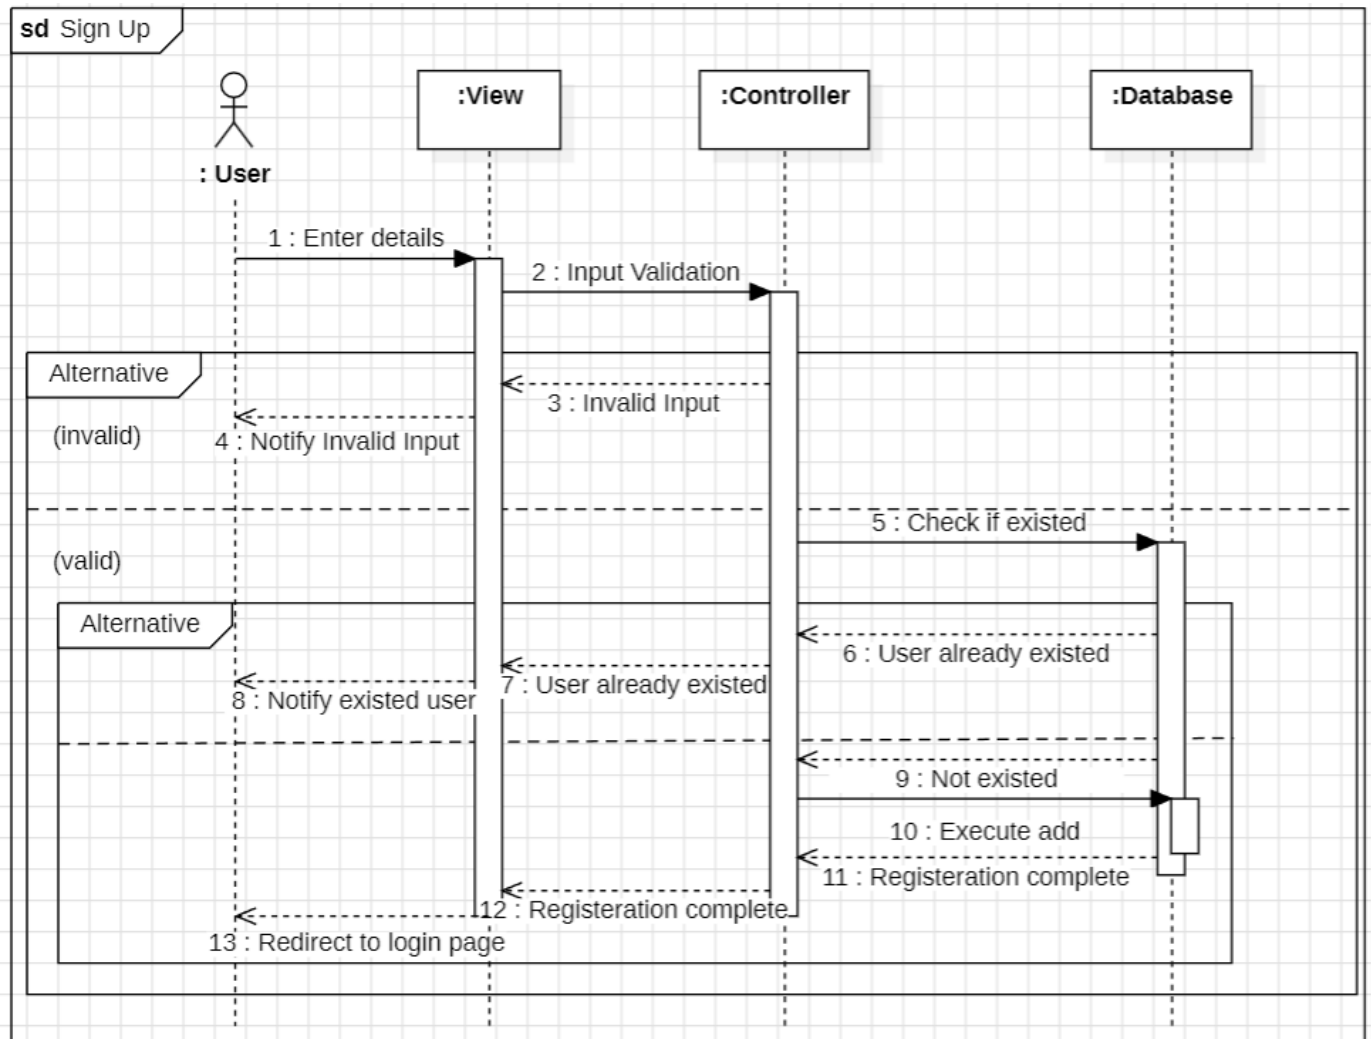 sd Sign Up
:View
:Controller
:Database
: User
1 : Enter details
2 : Input Validation
Alternative
3 : Invalid Input
(invalid)
4 : Notify Invalid Input
5 : Check if existed
(valid)
Alternative
6 : User already existed
7 : User already existed
8 : Notify existed user
9 : Not existed
10 : Execute add
11 : Registeration complete
12 : Registeration complete
13 : Redirect to login page